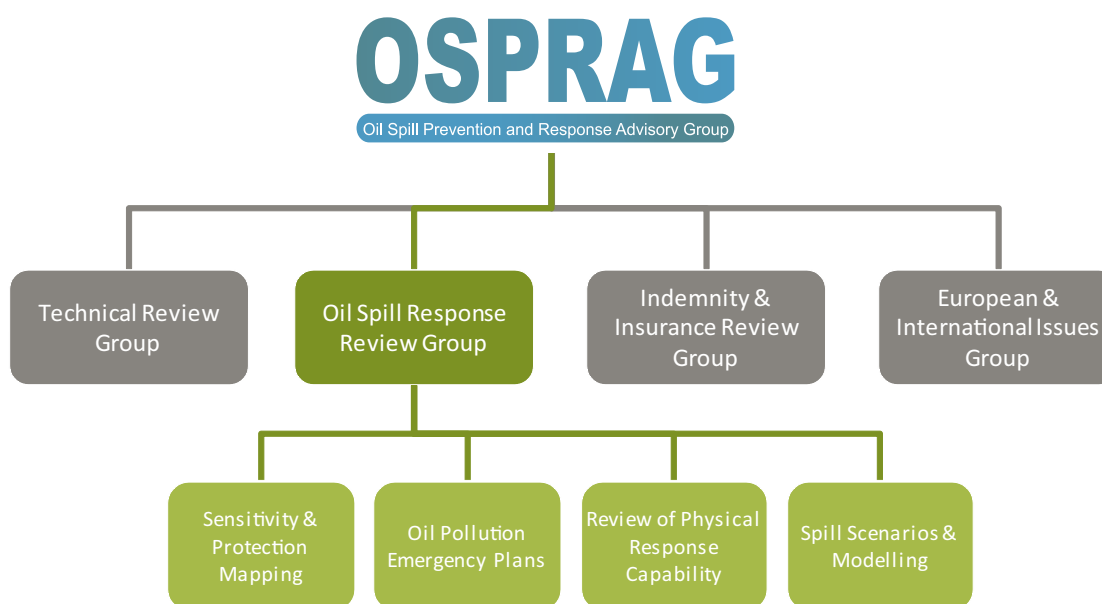 OSPRAG
Oil Spill Prevention and Response Advisory Group
Technical Review
Group
Oil Spill Response
Review Group
Indemnity &
Insurance Review
Group
European &
International Issues
Group
Sensitivity &
Protection
Mapping
Oil Pollution
Emergency Plans
Review of Physical
Response
Capability
Spill Scenarios &
Modelling